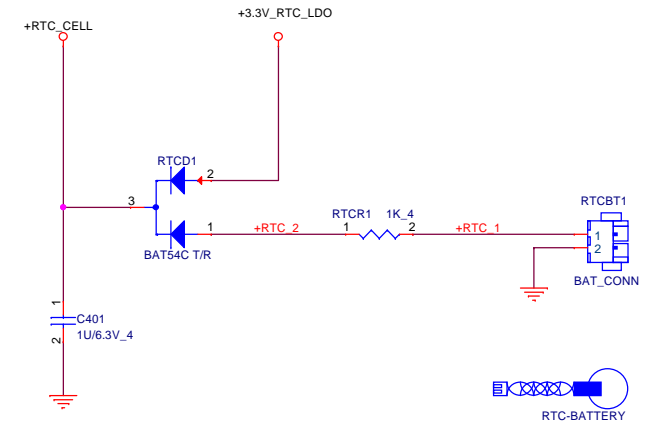 +3.3V_RTC_LDO
+RTC_CELL
RTCD1
2
3
1
+RTC_2
BAT54C T/R
RTCR1 1K_4
1
2
+RTC_1
RTCBT1
1
2
BAT_CONN
1
C401
1U/6.3V_4
2
RTC-BATTERY